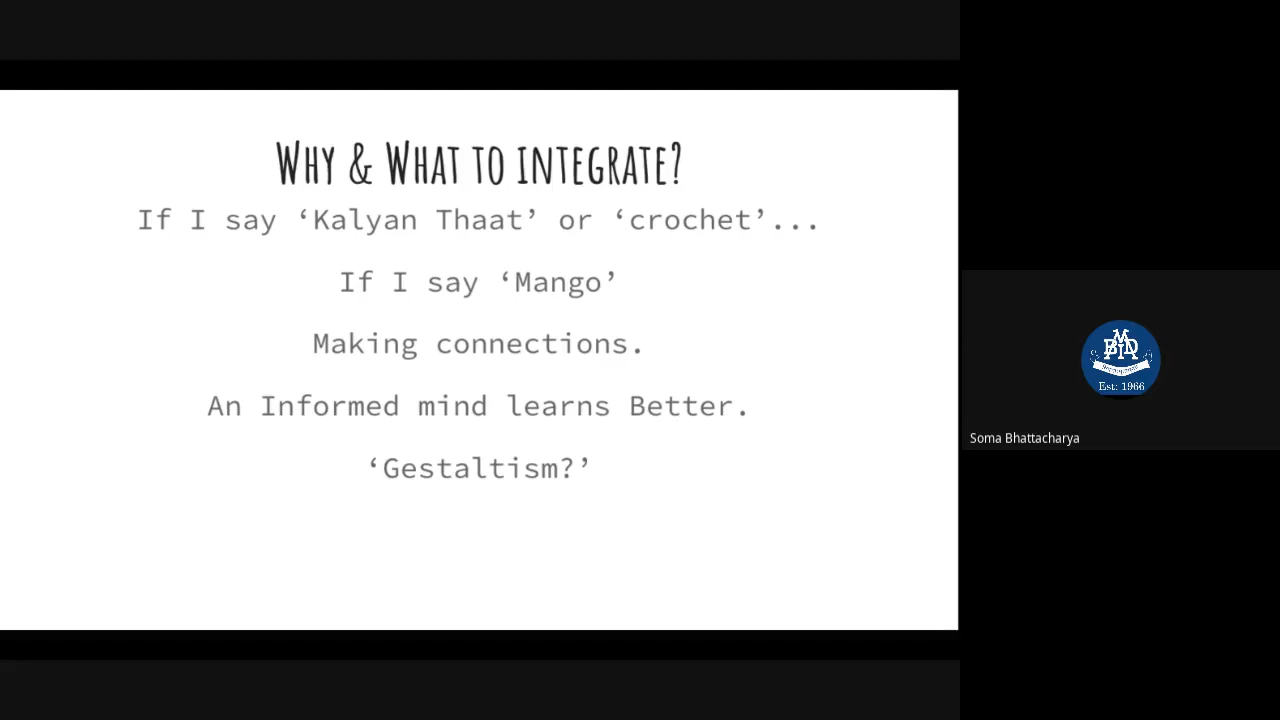 Why & What to integrate?
If I say ‘Kalyan Thaat’ or ‘crochet’...
If I say ‘Mango’
Making connections.
An Informed mind learns Better.
‘Gestaltism?’
Est: 1966
Soma Bhattacharya